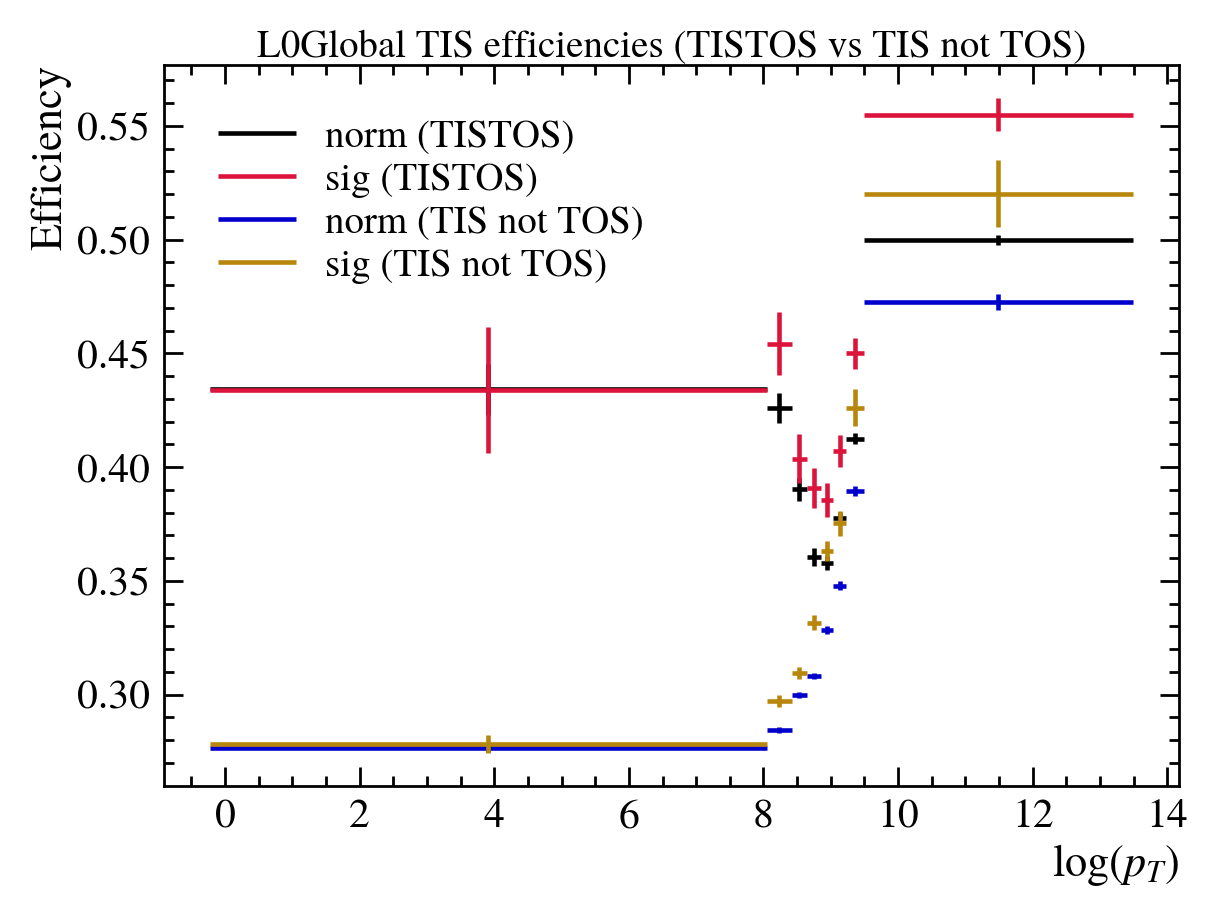 L0Global TIS efficiencies (TISTOS vs TIS not TOS)
Efficiency
norm (TISTOS)
sig (TISTOS)
norm (TIS not TOS)
sig (TIS not TOS)
0.55
0.50
0.45
0.40
0.35
0.30
0 2 4 6 8 10 12 14
log(p_T)